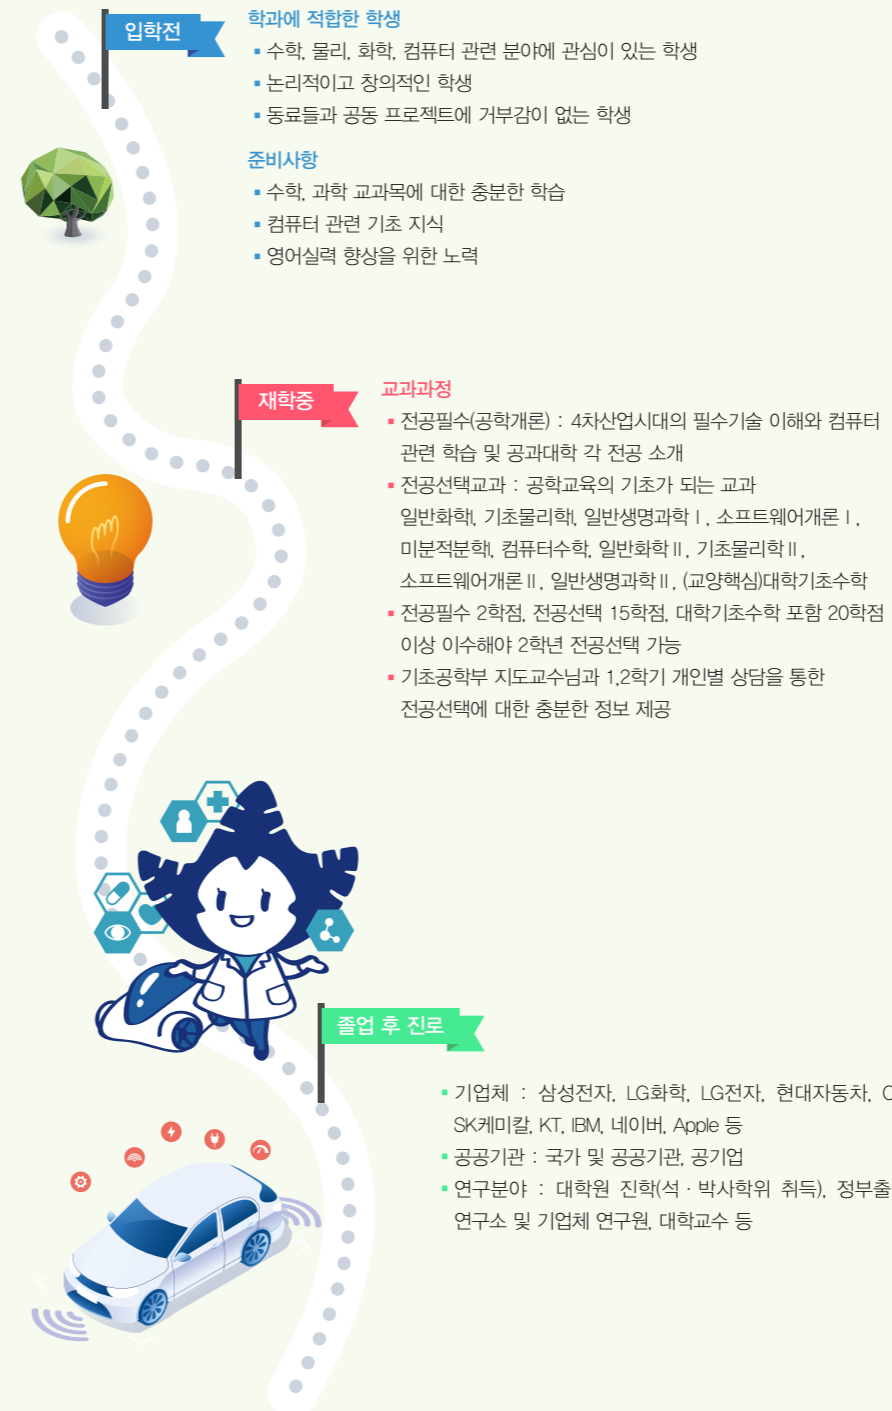 입학전
학과에 적합한 학생
▪ 수학, 물리, 화학, 컴퓨터 관련 분야에 관심이 있는 학생
▪ 논리적이고 창의적인 학생
▪ 동료들과 공동 프로젝트에 거부감이 없는 학생
준비사항
▪ 수학, 과학 교과목에 대한 충분한 학습
▪ 컴퓨터 관련 기초 지식
▪ 영어실력 향상을 위한 노력
재학중
교과과정
▪ 전공필수(공학개론) : 4차산업시대의 필수기술 이해와 컴퓨터
관련 학습 및 공과대학 각 전공 소개
▪ 전공선택교과 : 공학교육의 기초가 되는 교과
일반화학Ⅰ, 기초물리학Ⅰ, 일반생명과학Ⅰ, 소프트웨어개론Ⅰ,
미분적분학Ⅰ, 컴퓨터수학, 일반화학Ⅱ, 기초물리학Ⅱ,
소프트웨어개론Ⅱ, 일반생명과학Ⅱ, (교양핵심)대학기초수학
▪ 전공필수 2학점, 전공선택 15학점, 대학기초수학 포함 20학점
이상 이수해야 2학년 전공선택 가능
▪ 기초공학부 지도교수님과 1,2학기 개인별 상담을 통한
전공선택에 대한 충분한 정보 제공
졸업 후 진로
▪ 기업체 : 삼성전자, LG화학, LG전자, 현대자동차,
SK케미칼, KT, IBM, 네이버, Apple 등
▪ 공공기관 : 국가 및 공공기관, 공기업
▪ 연구분야 : 대학원 진학(석·박사학위 취득), 정부출
연구소 및 기업체 연구원, 대학교수 등